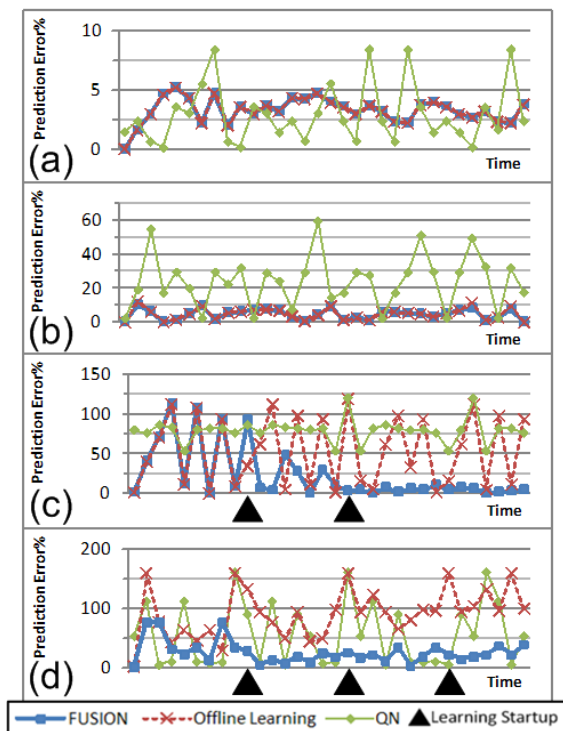 Prediction Error%
10
5
0
(a)
Time
Prediction Error%
60
40
20
0
(b)
Time
Prediction Error%
150
100
50
0
(c)
Time
Prediction Error%
200
100
0
(d)
Time
FUSION Offline Learning QN Learning Startup